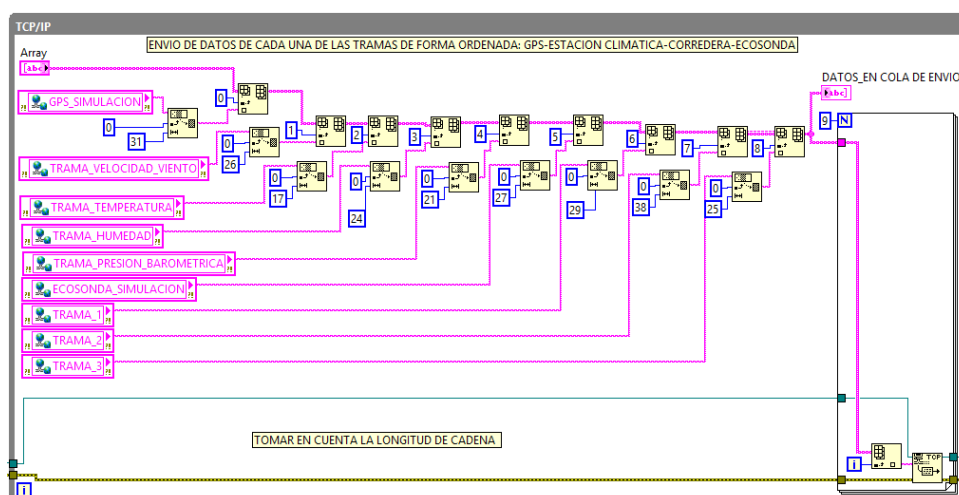 TCP/IP
ENVIO DE DATOS DE CADA UNA DE LAS TRAMAS DE FORMA ORDENADA: GPS-ESTACION CLIMATICA-CORREDERA-ECOSONDA
Array
[abc]
DATOS_EN COLA DE ENVIO
[abc]
GPS_SIMULACION
0
0
31
1
2
3
4
5
6
7
8
9 N
TRAMA_VELOCIDAD_VIENTO
0
26
0
17
0
24
0
21
0
27
0
29
0
38
0
25
TRAMA_TEMPERATURA
TRAMA_HUMEDAD
TRAMA_PRESION_BAROMETRICA
ECOSONDA_SIMULACION
TRAMA_1
TRAMA_2
TRAMA_3
TOMAR EN CUENTA LA LONGITUD DE CADENA
i
TCP
i